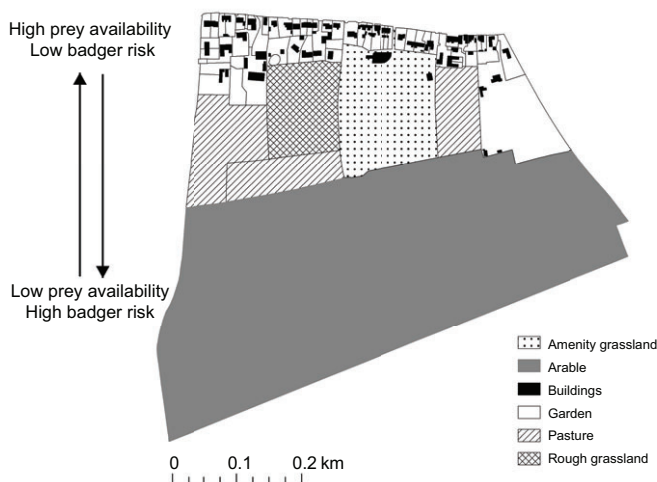 High prey availability
Low badger risk
Low prey availability
High badger risk
Amenity grassland
Arable
Buildings
Garden
Pasture
Rough grassland
0 0.1 0.2 km